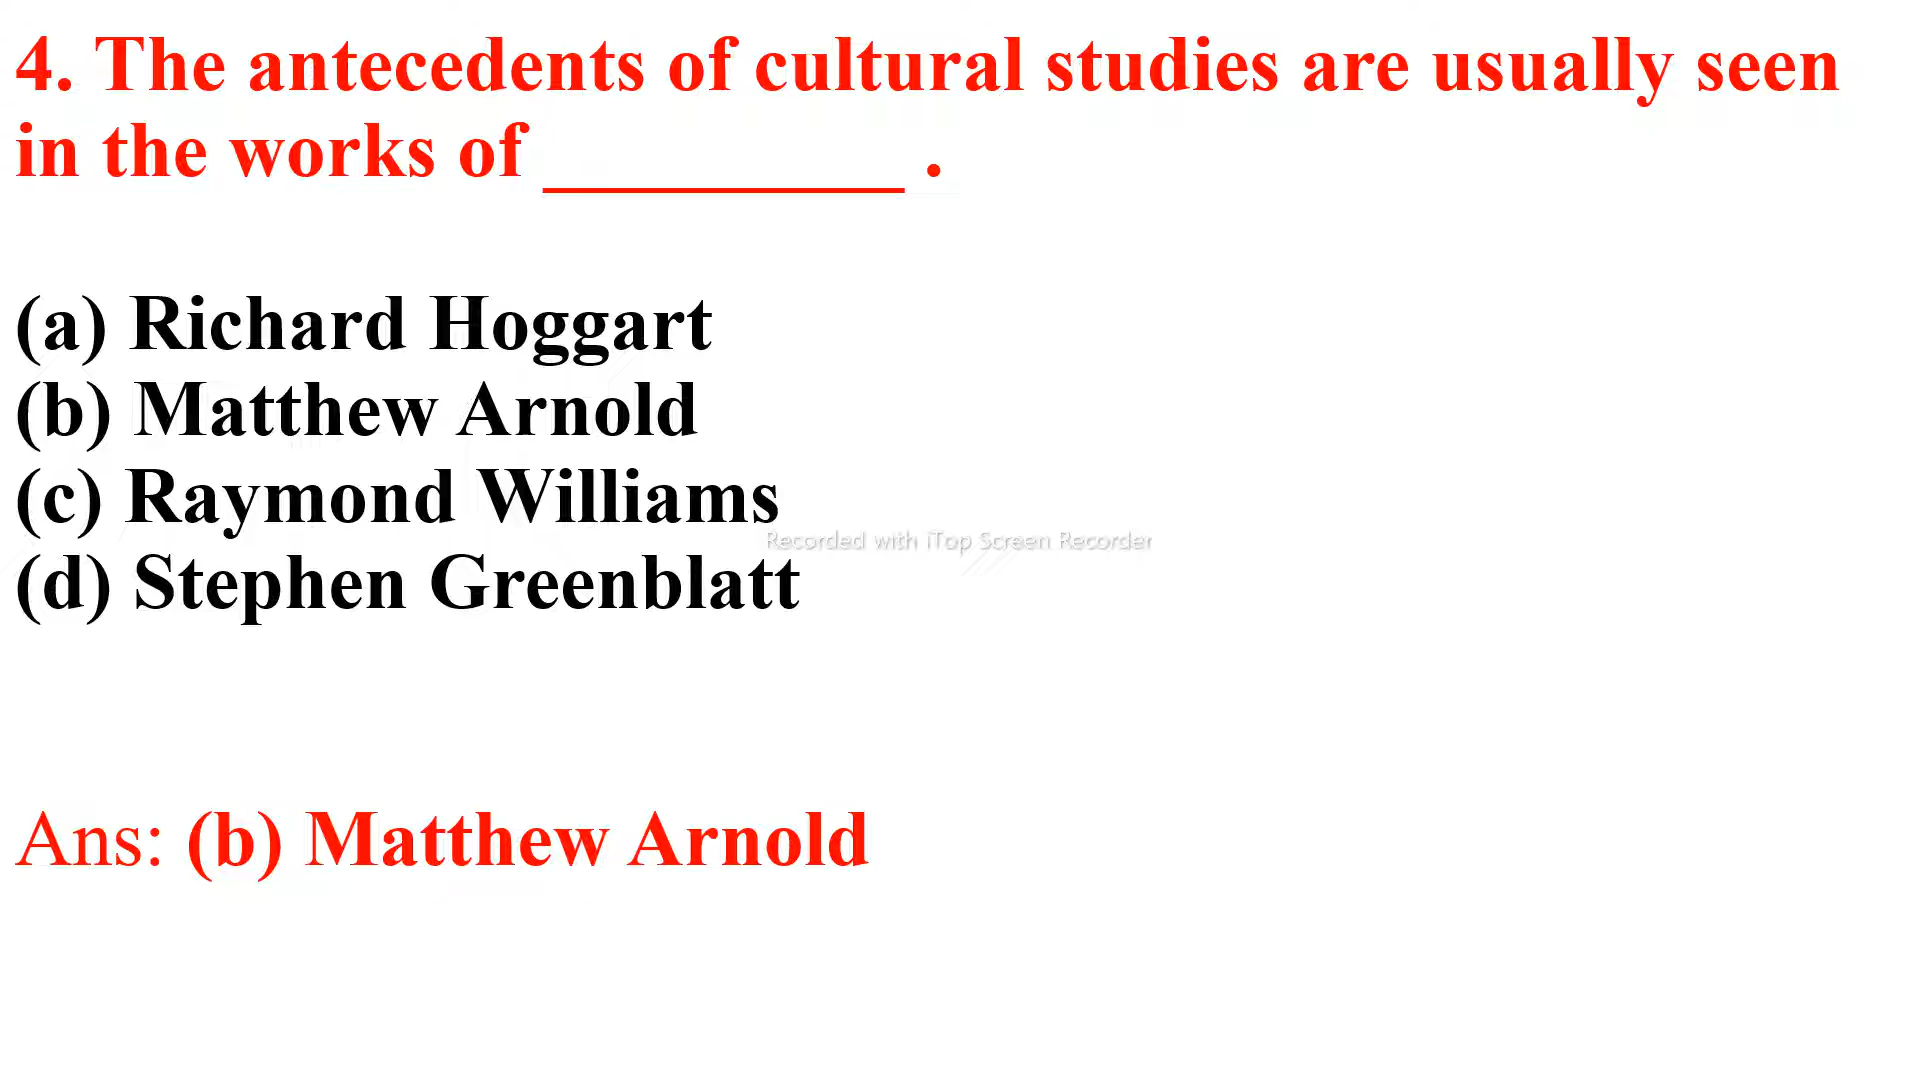 4. The antecedents of cultural studies are usually seen
in the works of __________ .
(a) Richard Hoggart
(b) Matthew Arnold
(c) Raymond Williams
Recorded with iTop Screen Recorder
(d) Stephen Greenblatt
Ans: (b) Matthew Arnold